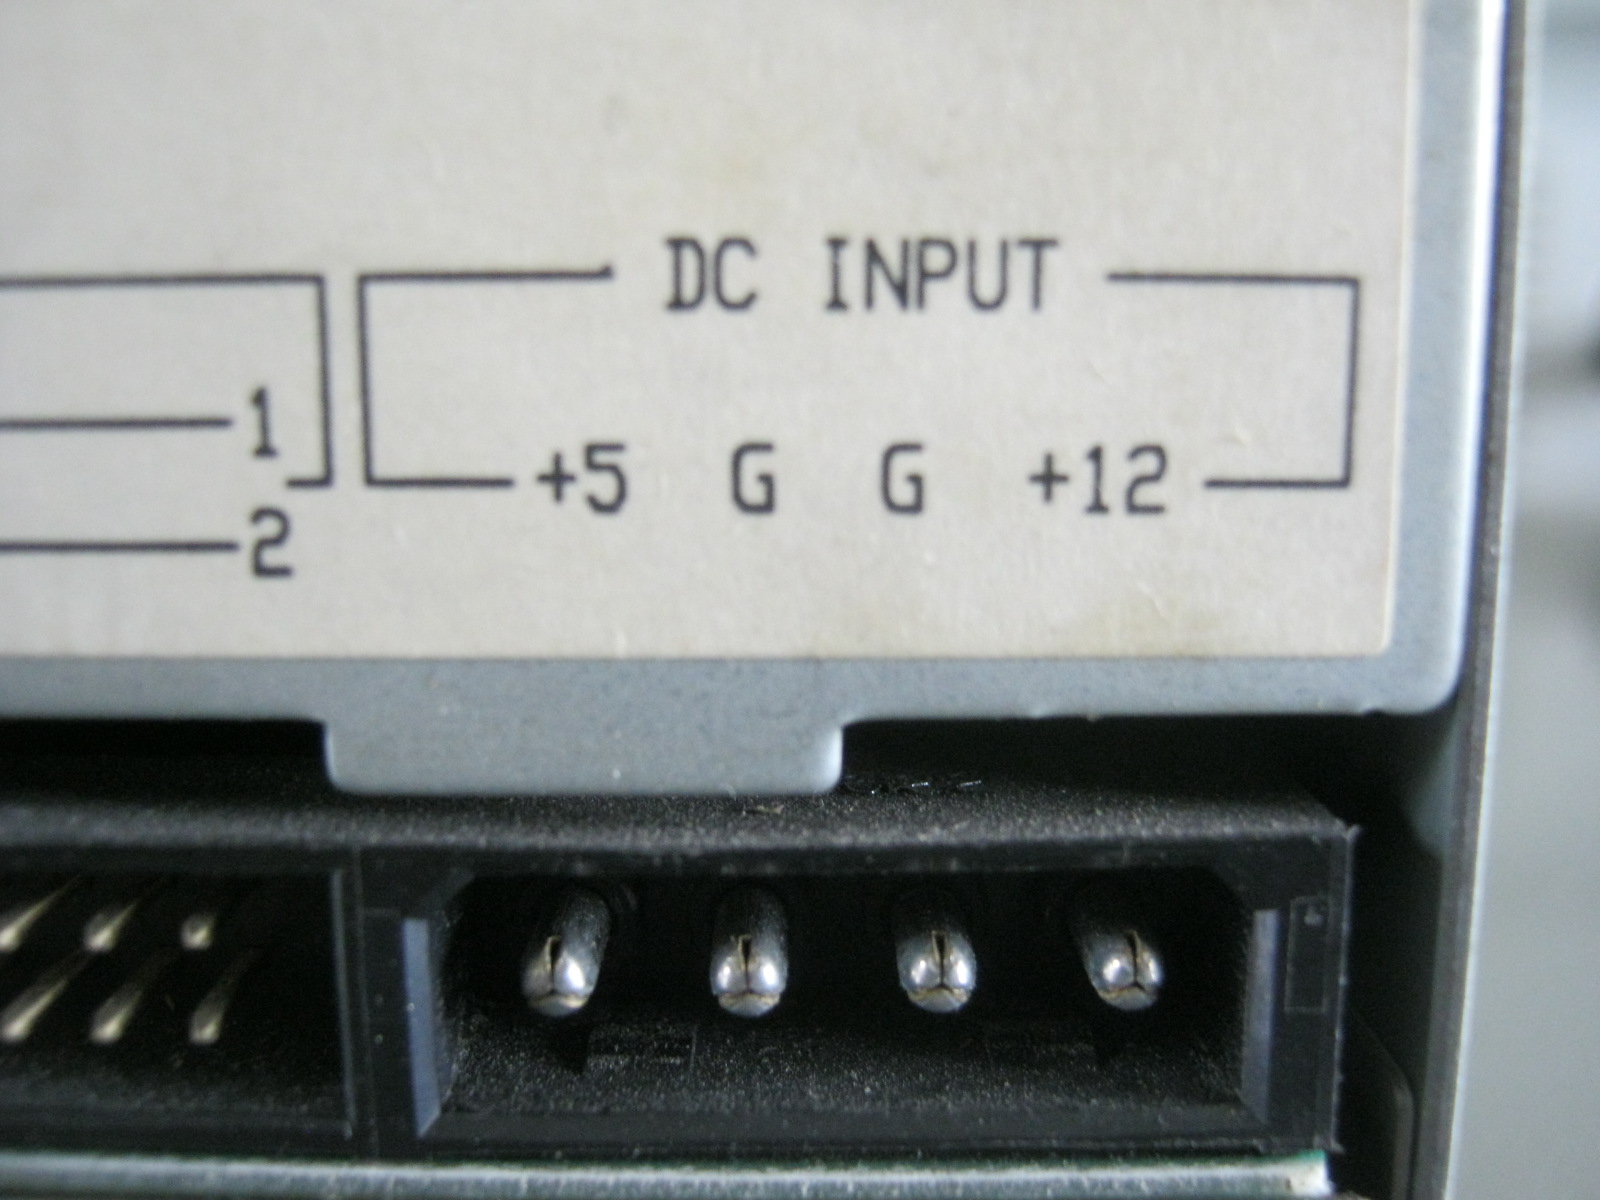 DC INPUT
1
+5 G G +12
2